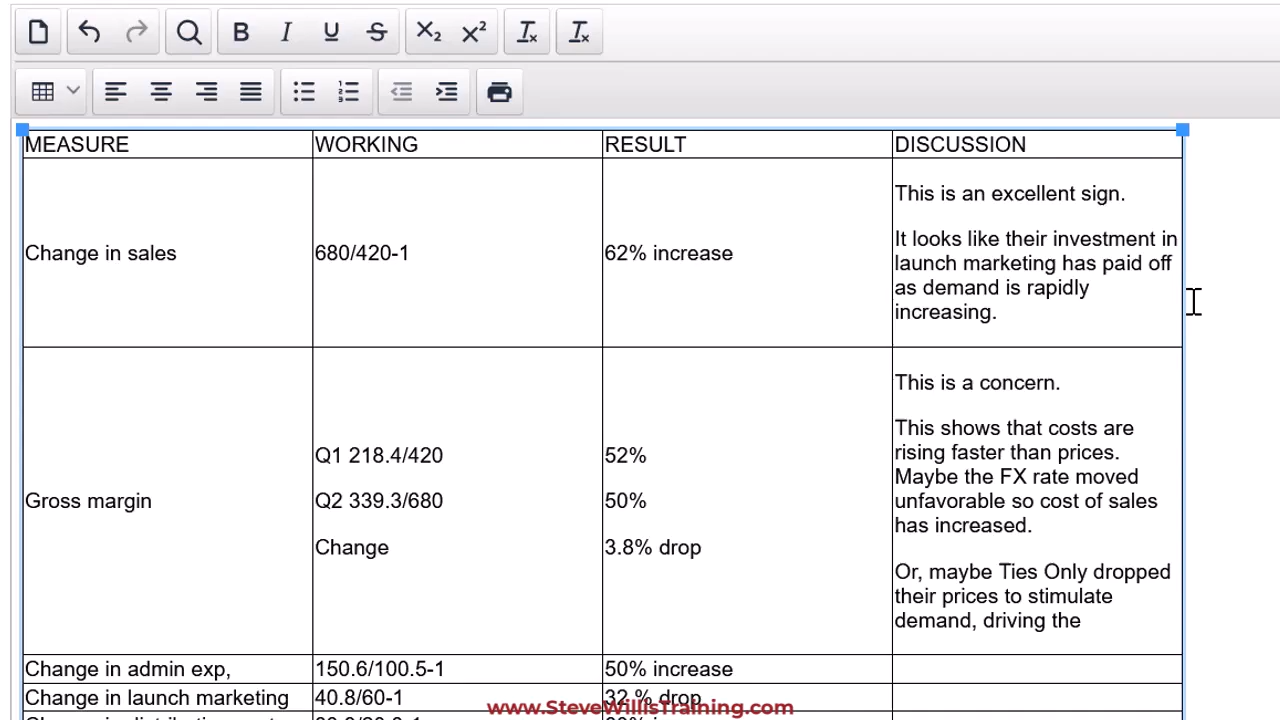 MEASURE WORKING RESULT DISCUSSION
Change in sales 680/420-1 62% increase
This is an excellent sign.
It looks like their investment in
launch marketing has paid off
as demand is rapidly
increasing.
Gross margin
Q1 218.4/420 52%
Q2 339.3/680 50%
Change 3.8% drop
This is a concern.
This shows that costs are
rising faster than prices.
Maybe the FX rate moved
unfavorable so cost of sales
has increased.
Or, maybe Ties Only dropped
their prices to stimulate
demand, driving the
Change in admin exp, 150.6/100.5-1 50% increase
Change in launch marketing 40.8/60-1 32 % drop
www.SteveWillisTraining.com